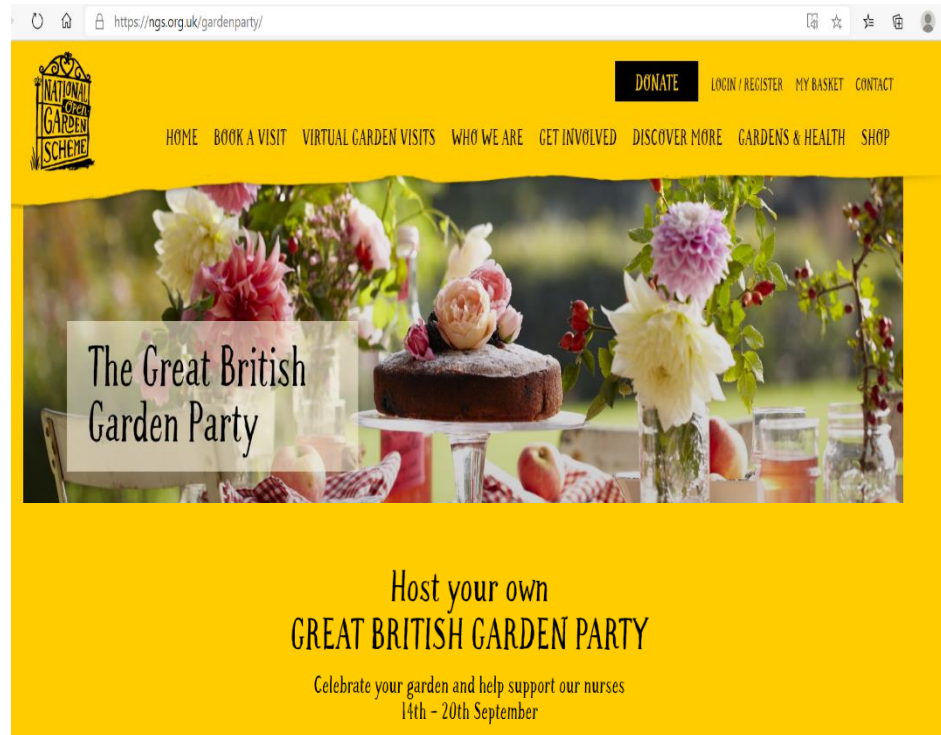 https://ngs.org.uk/gardenparty/
NATIONAL
OPEN
GARDEN
SCHEME
DONATE LOGIN / REGISTER MY BASKET CONTACT
HOME BOOK A VISIT VIRTUAL GARDEN VISITS WHO WE ARE GET INVOLVED DISCOVER MORE GARDENS & HEALTH SHOP
The Great British
Garden Party
Host your own
GREAT BRITISH GARDEN PARTY
Celebrate your garden and help support our nurses
14th - 20th September